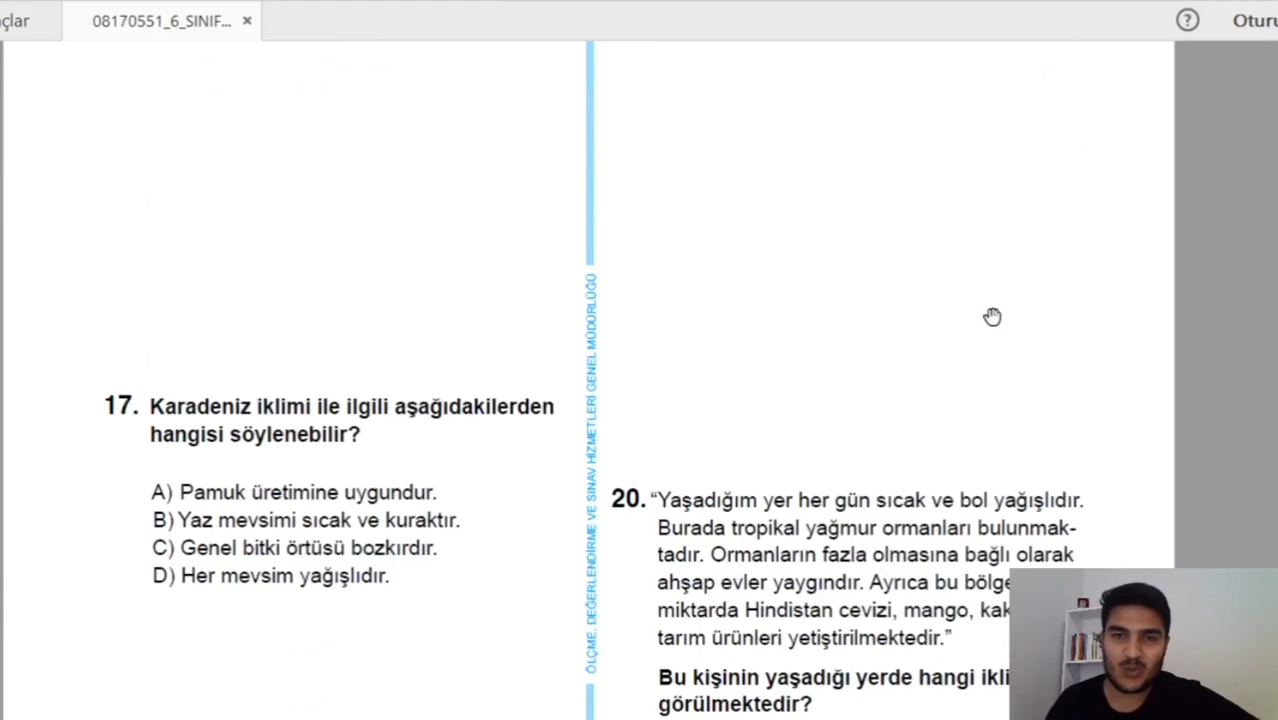 08170551_6_SINIF...
17. Karadeniz iklimi ile ilgili aşağıdakilerden
hangisi söylenebilir?
A) Pamuk üretimine uygundur.
B) Yaz mevsimi sıcak ve kuraktır.
C) Genel bitki örtüsü bozkırdır.
D) Her mevsim yağışlıdır.
ÖLÇME, DEĞERLENDİRME VE SINAV HİZMETLERİ GENEL MÜDÜRLÜĞÜ
20. “Yaşadığım yer her gün sıcak ve bol yağışlıdır.
Burada tropikal yağmur ormanları bulunmak-
tadır. Ormanların fazla olmasına bağlı olarak
ahşap evler yaygındır. Ayrıca bu
miktarda Hindistan cevizi, mango,
tarım ürünleri yetiştirilmektedir.”
Bu kişinin yaşadığı yerde hangi
görülmektedir?